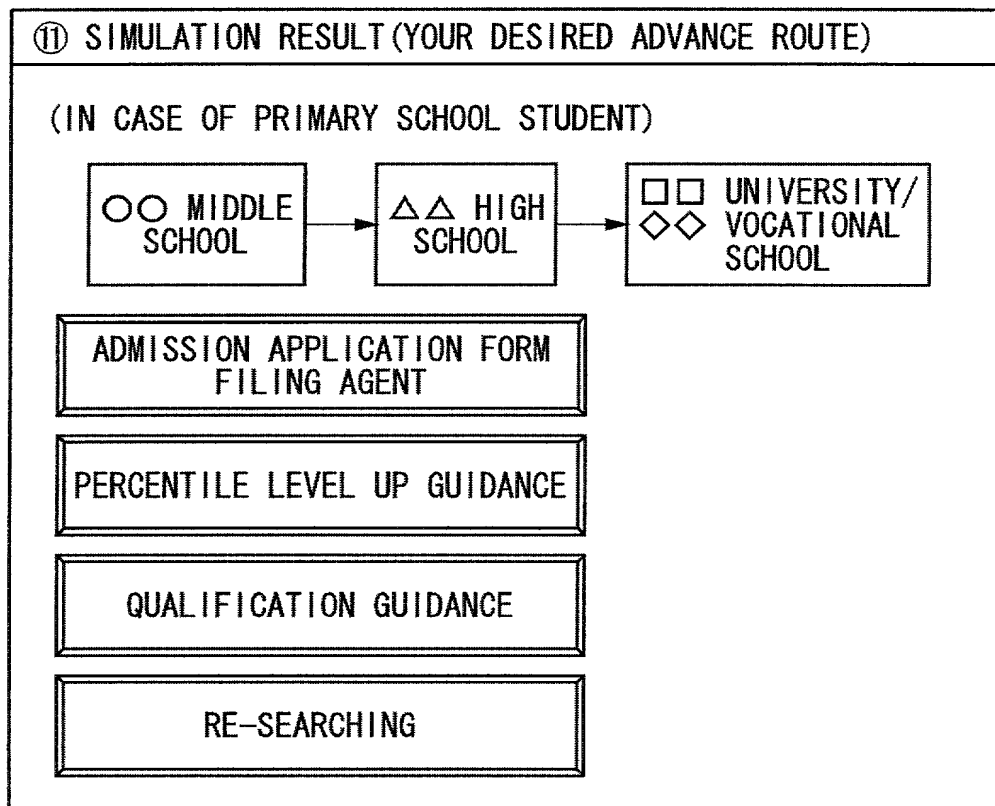 ⑪ SIMULATION RESULT(YOUR DESIRED ADVANCE ROUTE)
(IN CASE OF PRIMARY SCHOOL STUDENT)
○○ MIDDLE
SCHOOL
△△ HIGH
SCHOOL
□□ UNIVERSITY/
◇◇ VOCATIONAL
SCHOOL
ADMISSION APPLICATION FORM
FILING AGENT
PERCENTILE LEVEL UP GUIDANCE
QUALIFICATION GUIDANCE
RE-SEARCHING